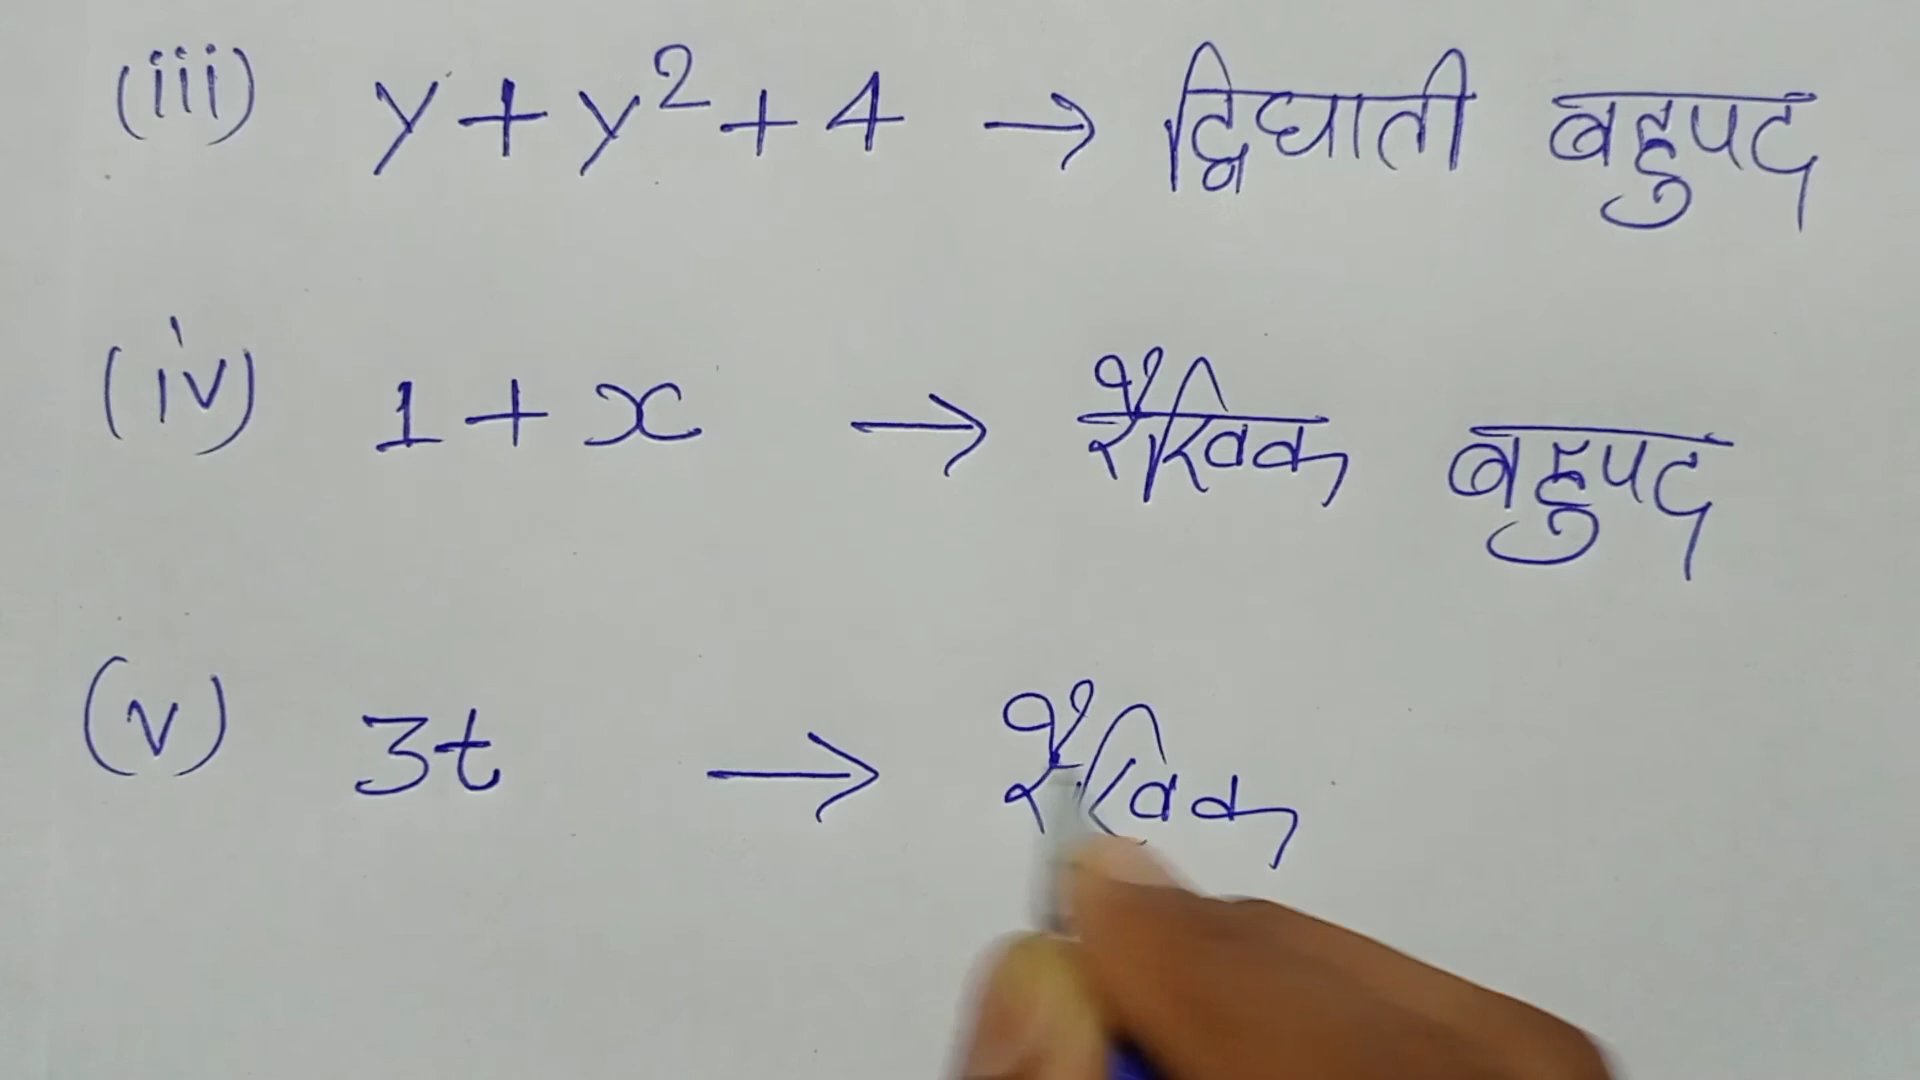 (iii) y + y² + 4 → द्विघाती बहुपद
(iv) 1 + x → रैखिक बहुपद
(v) 3t → रैखिक